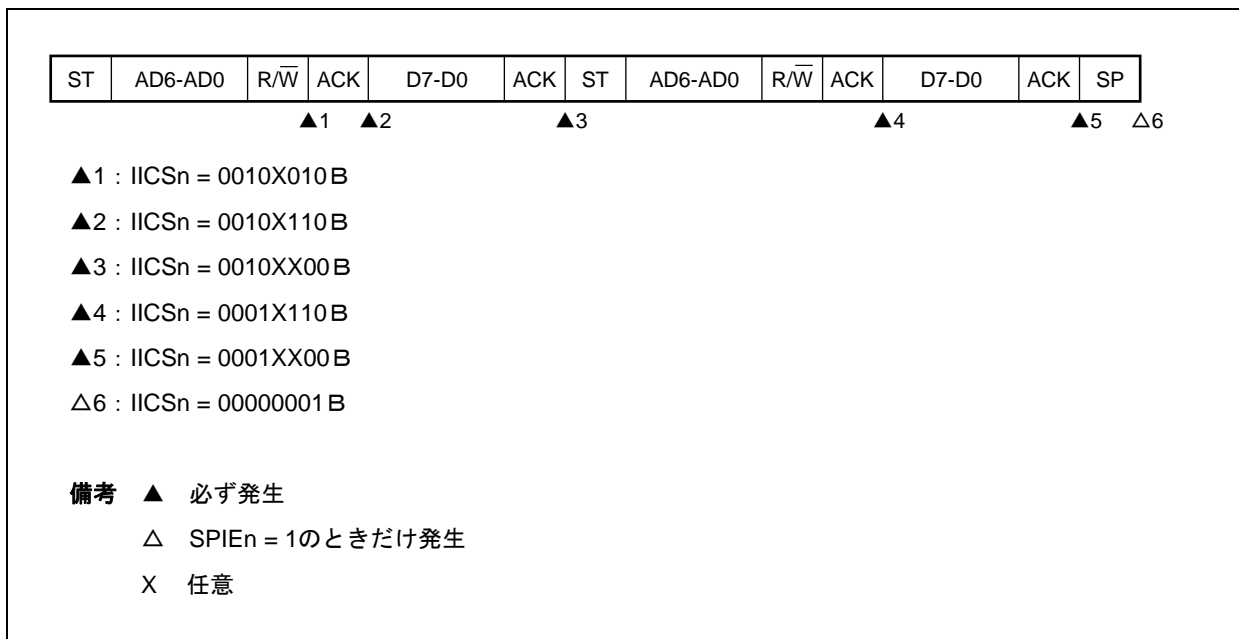 ST AD6-AD0 R/W̅ ACK D7-D0 ACK ST AD6-AD0 R/W̅ ACK D7-D0 ACK SP
▲1 ▲2 ▲3 ▲4 ▲5 △6
▲1：IICSn = 0010X010B
▲2：IICSn = 0010X110B
▲3：IICSn = 0010XX00B
▲4：IICSn = 0001X110B
▲5：IICSn = 0001XX00B
△6：IICSn = 00000001B
備考 ▲ 必ず発生
△ SPIEn = 1のときだけ発生
X 任意